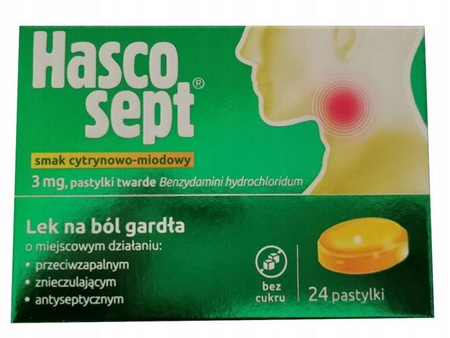 Hasco
sept®
smak cytrynowo-miodowy
3 mg, pastylki twarde Benzydamini hydrochloridum
Lek na ból gardła
o miejscowym działaniu:
• przeciwzapalnym
• znieczulającym
• antyseptycznym
bez
cukru
24 pastylki